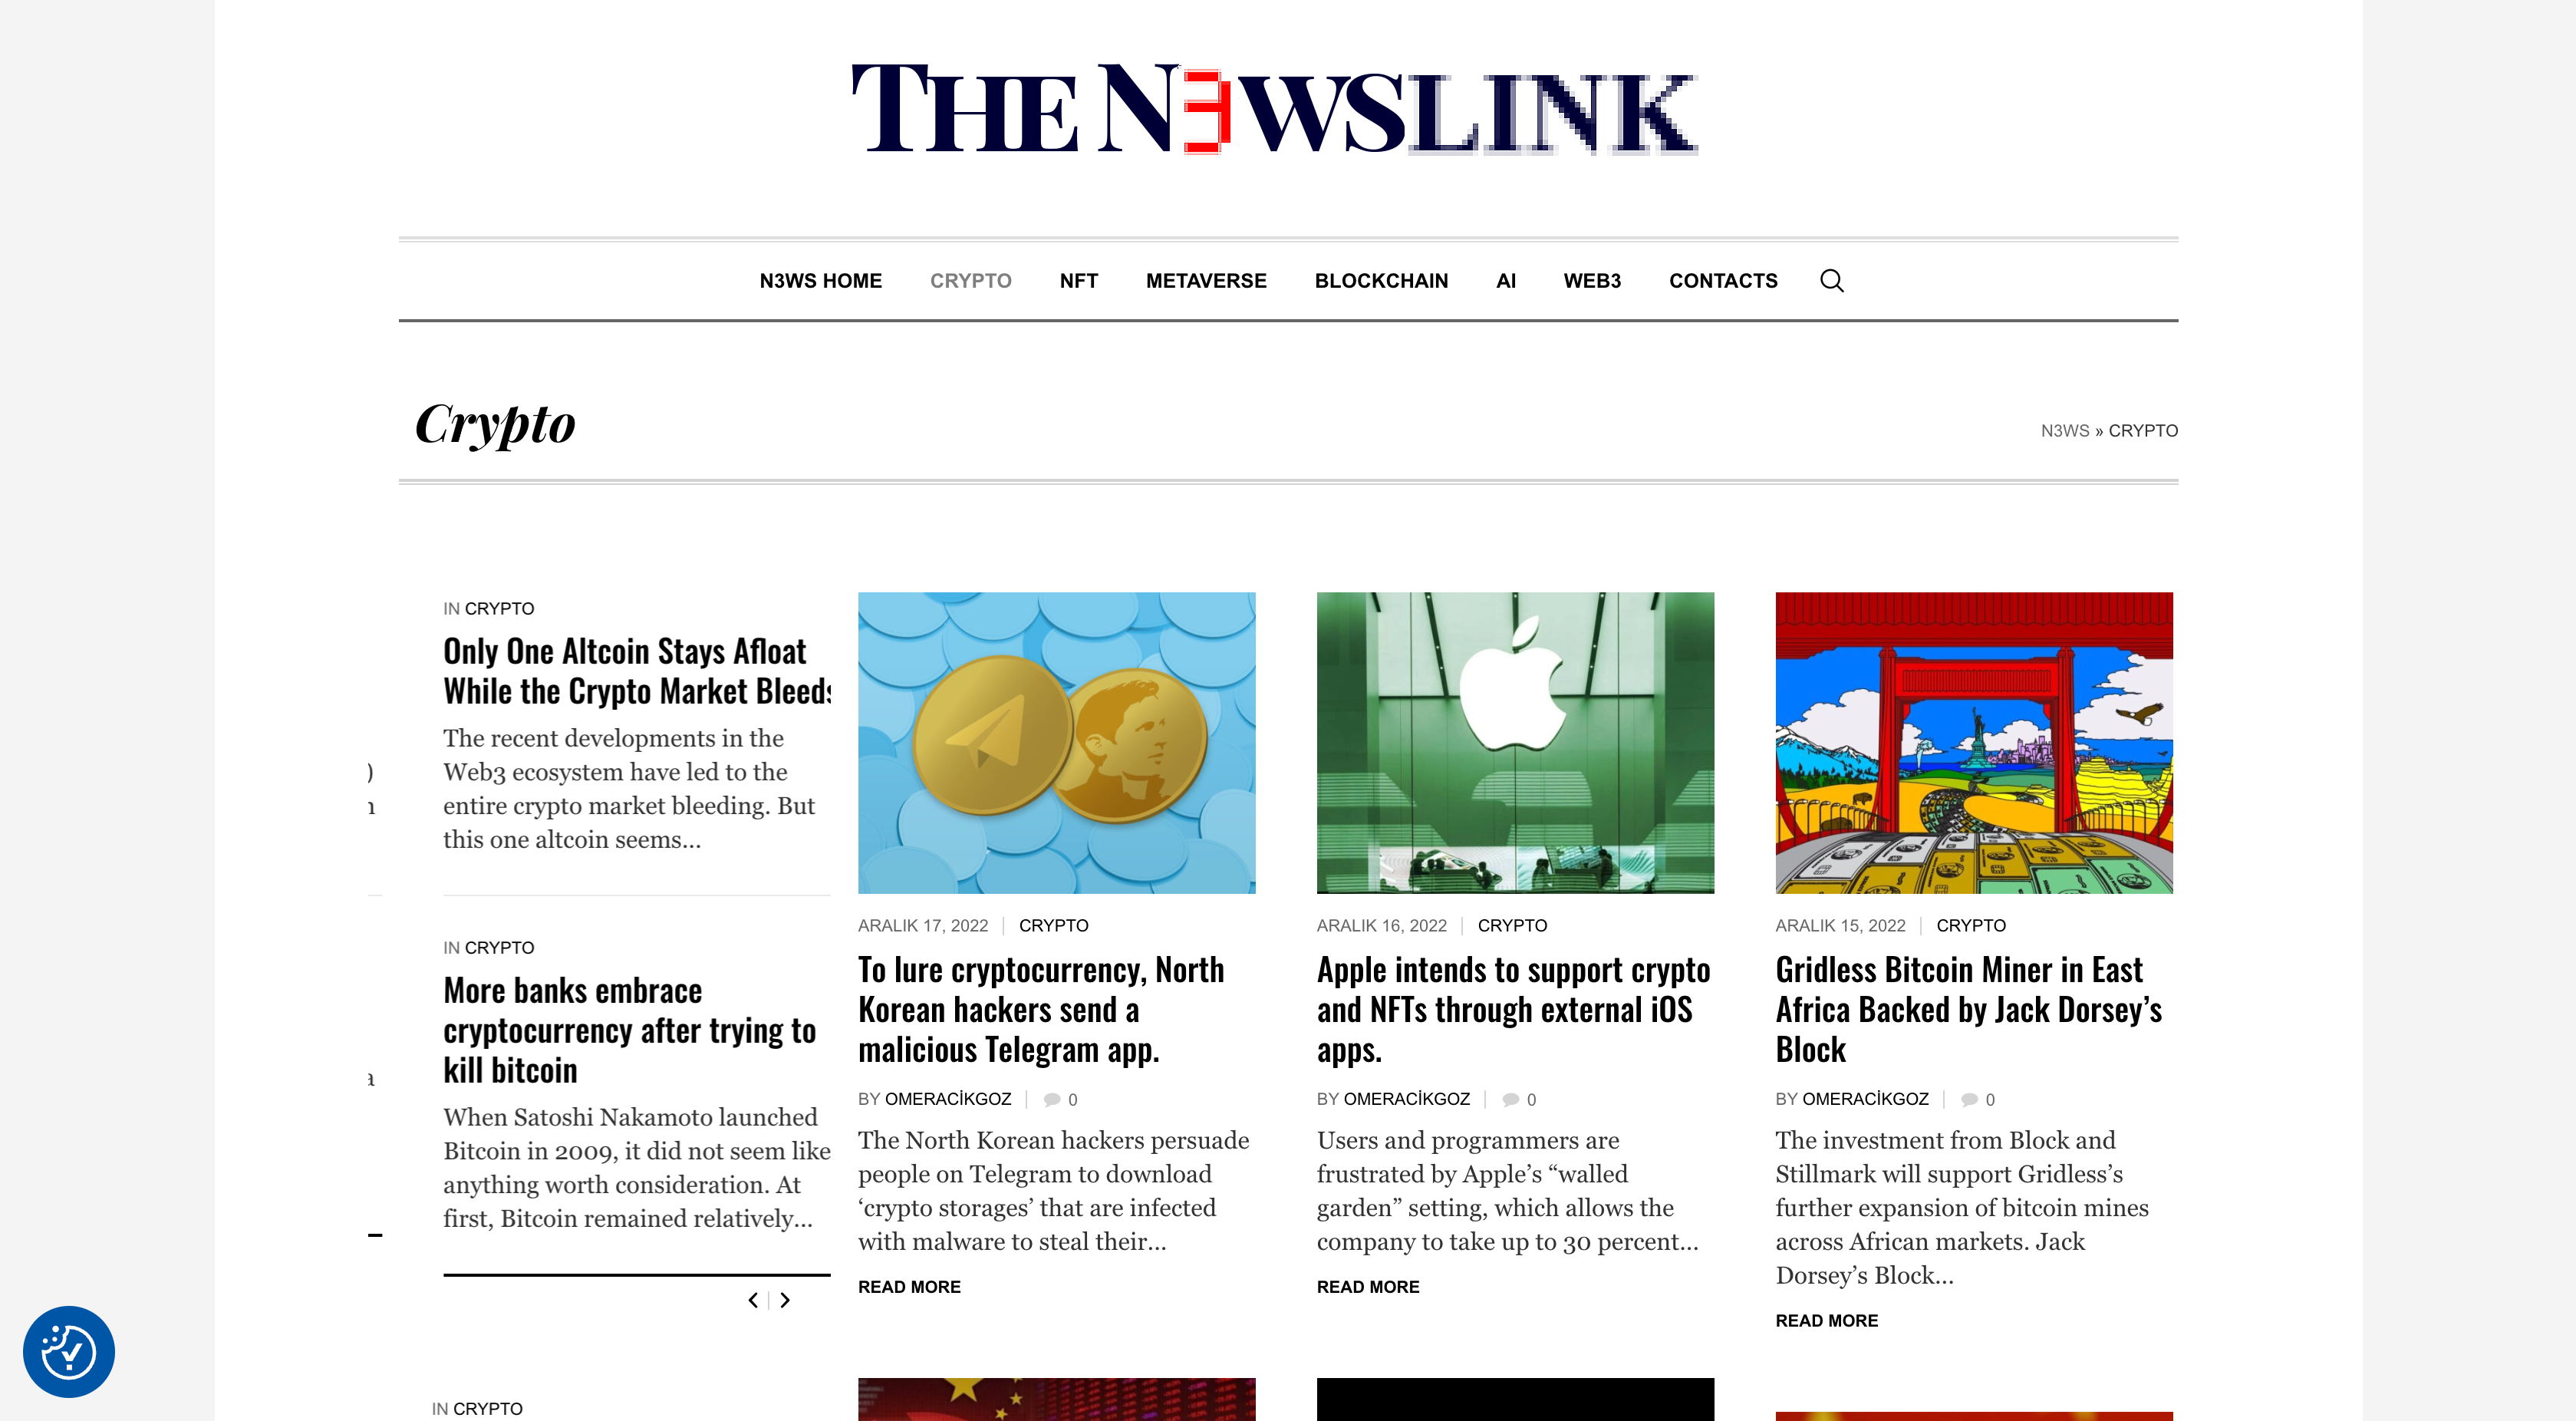 THE N3WSLINK
N3WS HOME CRYPTO NFT METAVERSE BLOCKCHAIN AI WEB3 CONTACTS
Crypto
N3WS » CRYPTO
IN CRYPTO
Only One Altcoin Stays Afloat
While the Crypto Market Bleeds
The recent developments in the
Web3 ecosystem have led to the
entire crypto market bleeding. But
this one altcoin seems...
IN CRYPTO
More banks embrace
cryptocurrency after trying to
kill bitcoin
When Satoshi Nakamoto launched
Bitcoin in 2009, it did not seem like
anything worth consideration. At
first, Bitcoin remained relatively...
IN CRYPTO
ARALIK 17, 2022 CRYPTO
To lure cryptocurrency, North
Korean hackers send a
malicious Telegram app.
BY OMERACİKGOZ 0
The North Korean hackers persuade
people on Telegram to download
‘crypto storages’ that are infected
with malware to steal their...
READ MORE
ARALIK 16, 2022 CRYPTO
Apple intends to support crypto
and NFTs through external iOS
apps.
BY OMERACİKGOZ 0
Users and programmers are
frustrated by Apple’s “walled
garden” setting, which allows the
company to take up to 30 percent...
READ MORE
ARALIK 15, 2022 CRYPTO
Gridless Bitcoin Miner in East
Africa Backed by Jack Dorsey’s
Block
BY OMERACİKGOZ 0
The investment from Block and
Stillmark will support Gridless’s
further expansion of bitcoin mines
across African markets. Jack
Dorsey’s Block...
READ MORE